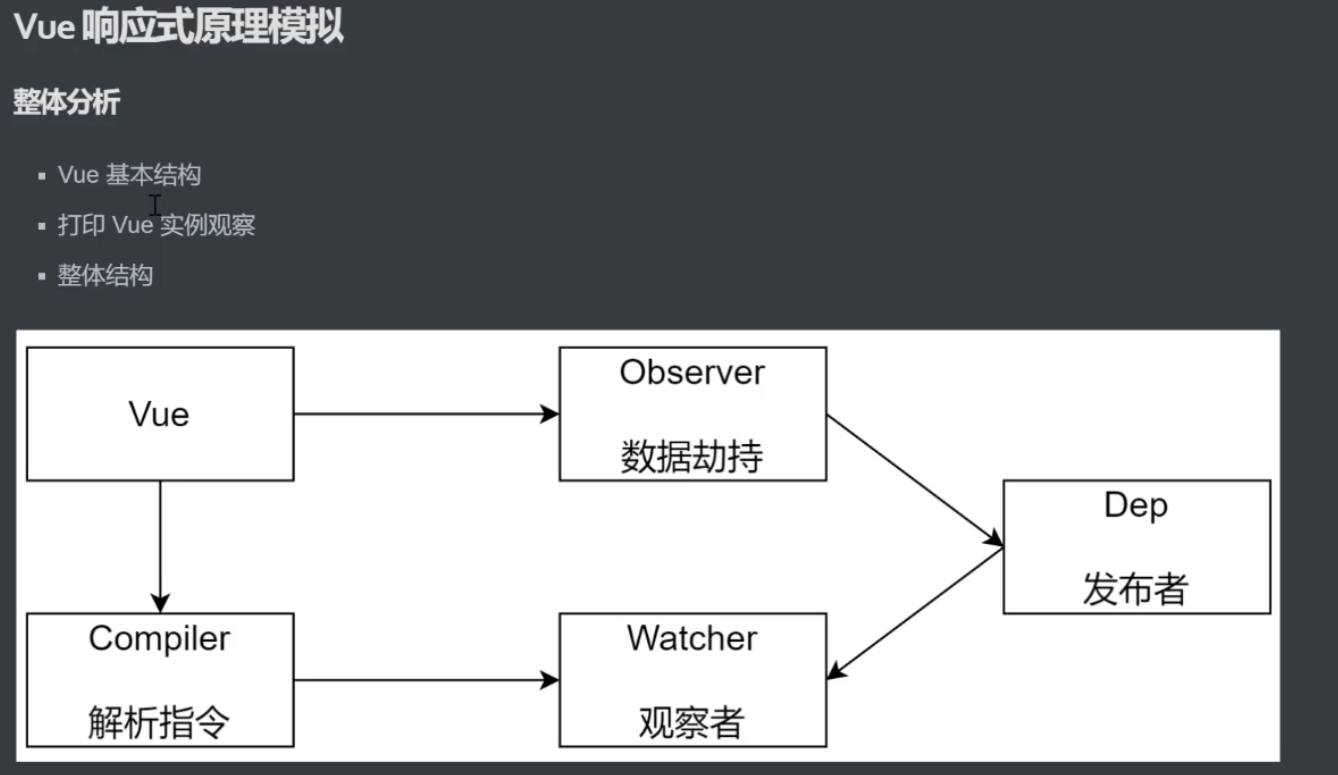 Vue 响应式原理模拟
整体分析
Vue 基本结构
打印 Vue 实例观察
整体结构
Vue
Observer
数据劫持
Dep
发布者
Compiler
解析指令
Watcher
观察者